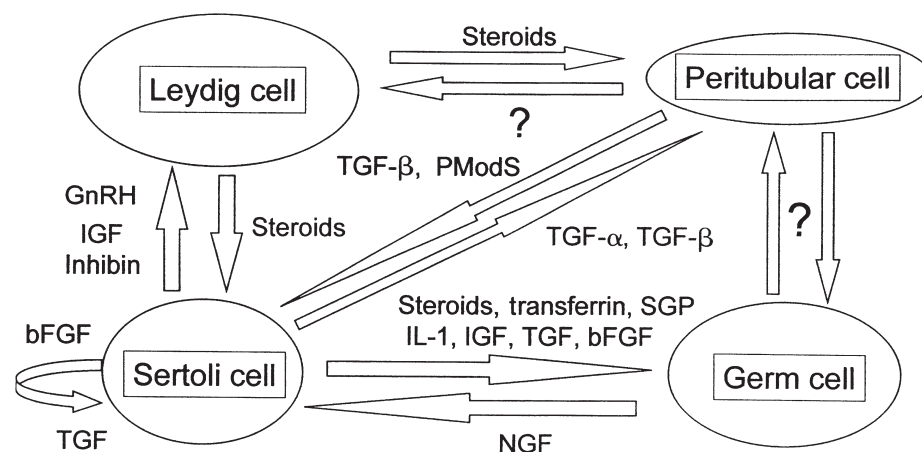 Steroids
Leydig cell
Peritubular cell
?
TGF-β, PModS
GnRH
IGF
Inhibin
Steroids
TGF-α, TGF-β
?
Steroids, transferrin, SGP
IL-1, IGF, TGF, bFGF
bFGF
Sertoli cell
Germ cell
TGF
NGF